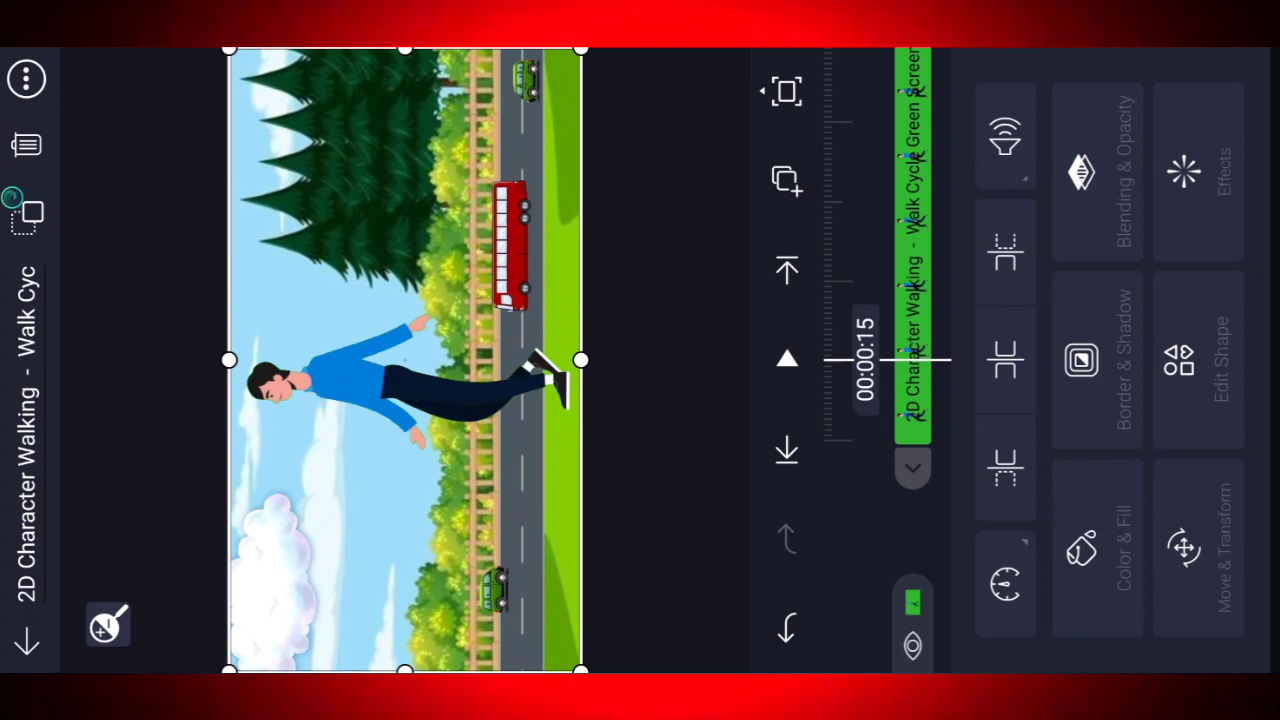 2D Character Walking - Walk Cyc
00:00:15
2D Character Walking - Walk Cycle Green Screen
Blending & Opacity
Border & Shadow
Color & Fill
Effects
Edit Shape
Move & Transform